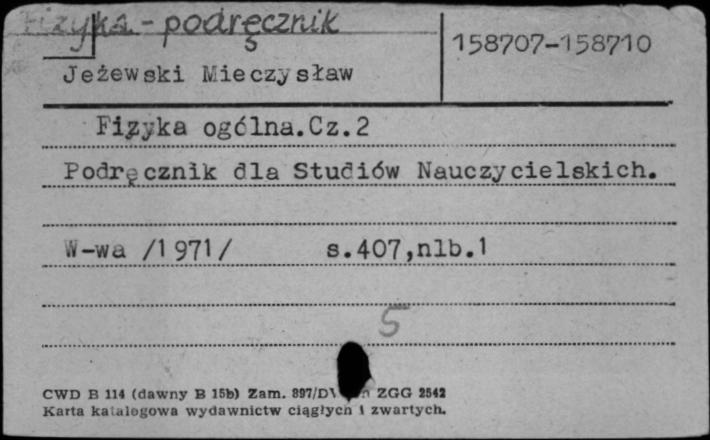 Fizyka - podręcznik
158707-158710
Jeżewski Mieczysław
Fizyka ogólna.Cz.2
Podręcznik dla Studiów Nauczycielskich.
W-wa /1971/ s.407,nlb.1
5
CWD B 114 (dawny B 15b) Zam. 897/ ZGG 2542
Karta katalogowa wydawnictw ciągłych i zwartych.